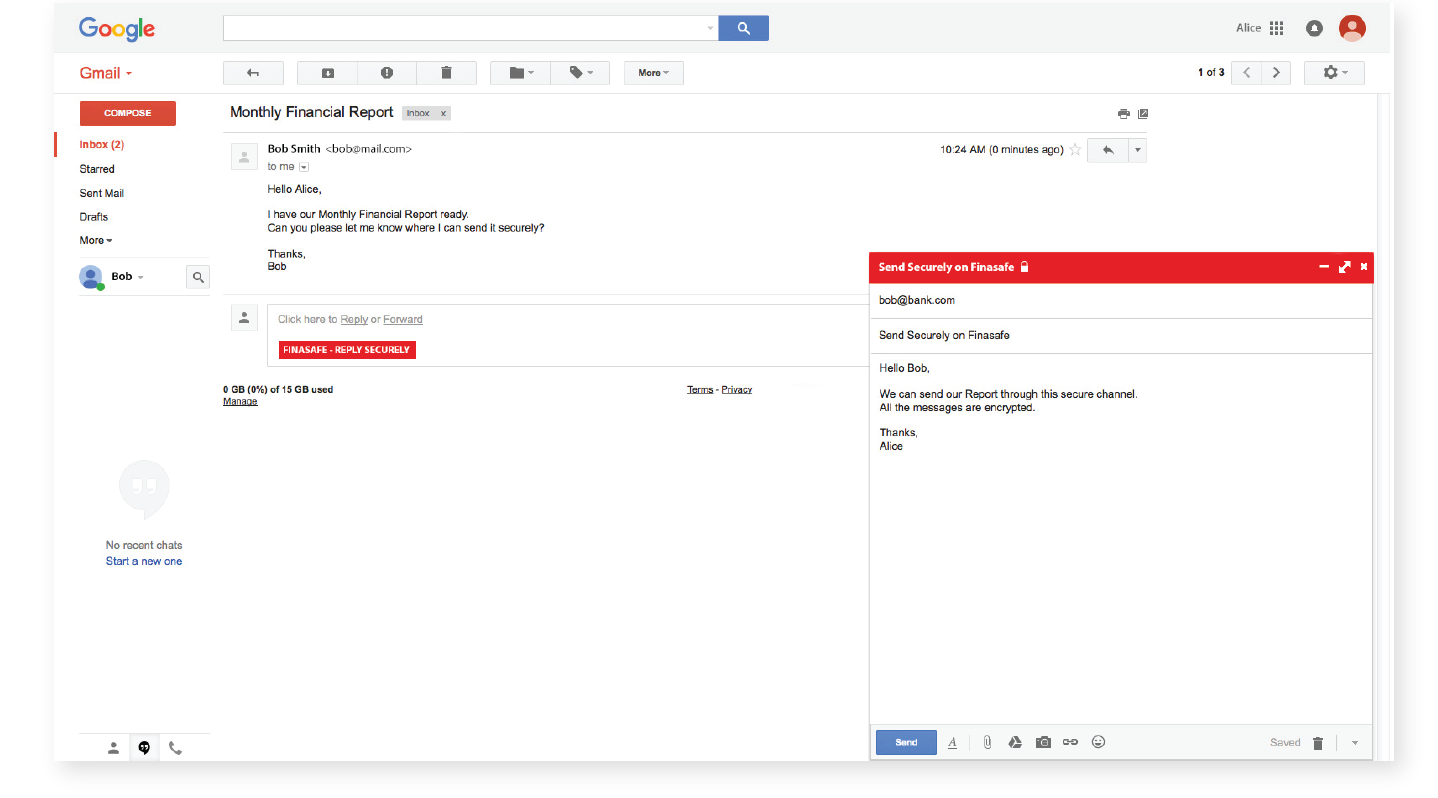 Google
Alice
Gmail
More
1 of 3
COMPOSE
Inbox (2)
Starred
Sent Mail
Drafts
More
Bob
No recent chats
Start a new one
Monthly Financial Report Inbox x
Bob Smith <bob@mail.com>
10:24 AM (0 minutes ago)
to me
Hello Alice,
I have our Monthly Financial Report ready.
Can you please let me know where I can send it securely?
Thanks,
Bob
Click here to Reply or Forward
FINASAFE - REPLY SECURELY
0 GB (0%) of 15 GB used
Manage
Terms - Privacy
Send Securely on Finasafe
bob@bank.com
Send Securely on Finasafe
Hello Bob,
We can send our Report through this secure channel.
All the messages are encrypted.
Thanks,
Alice
Send
A
Saved